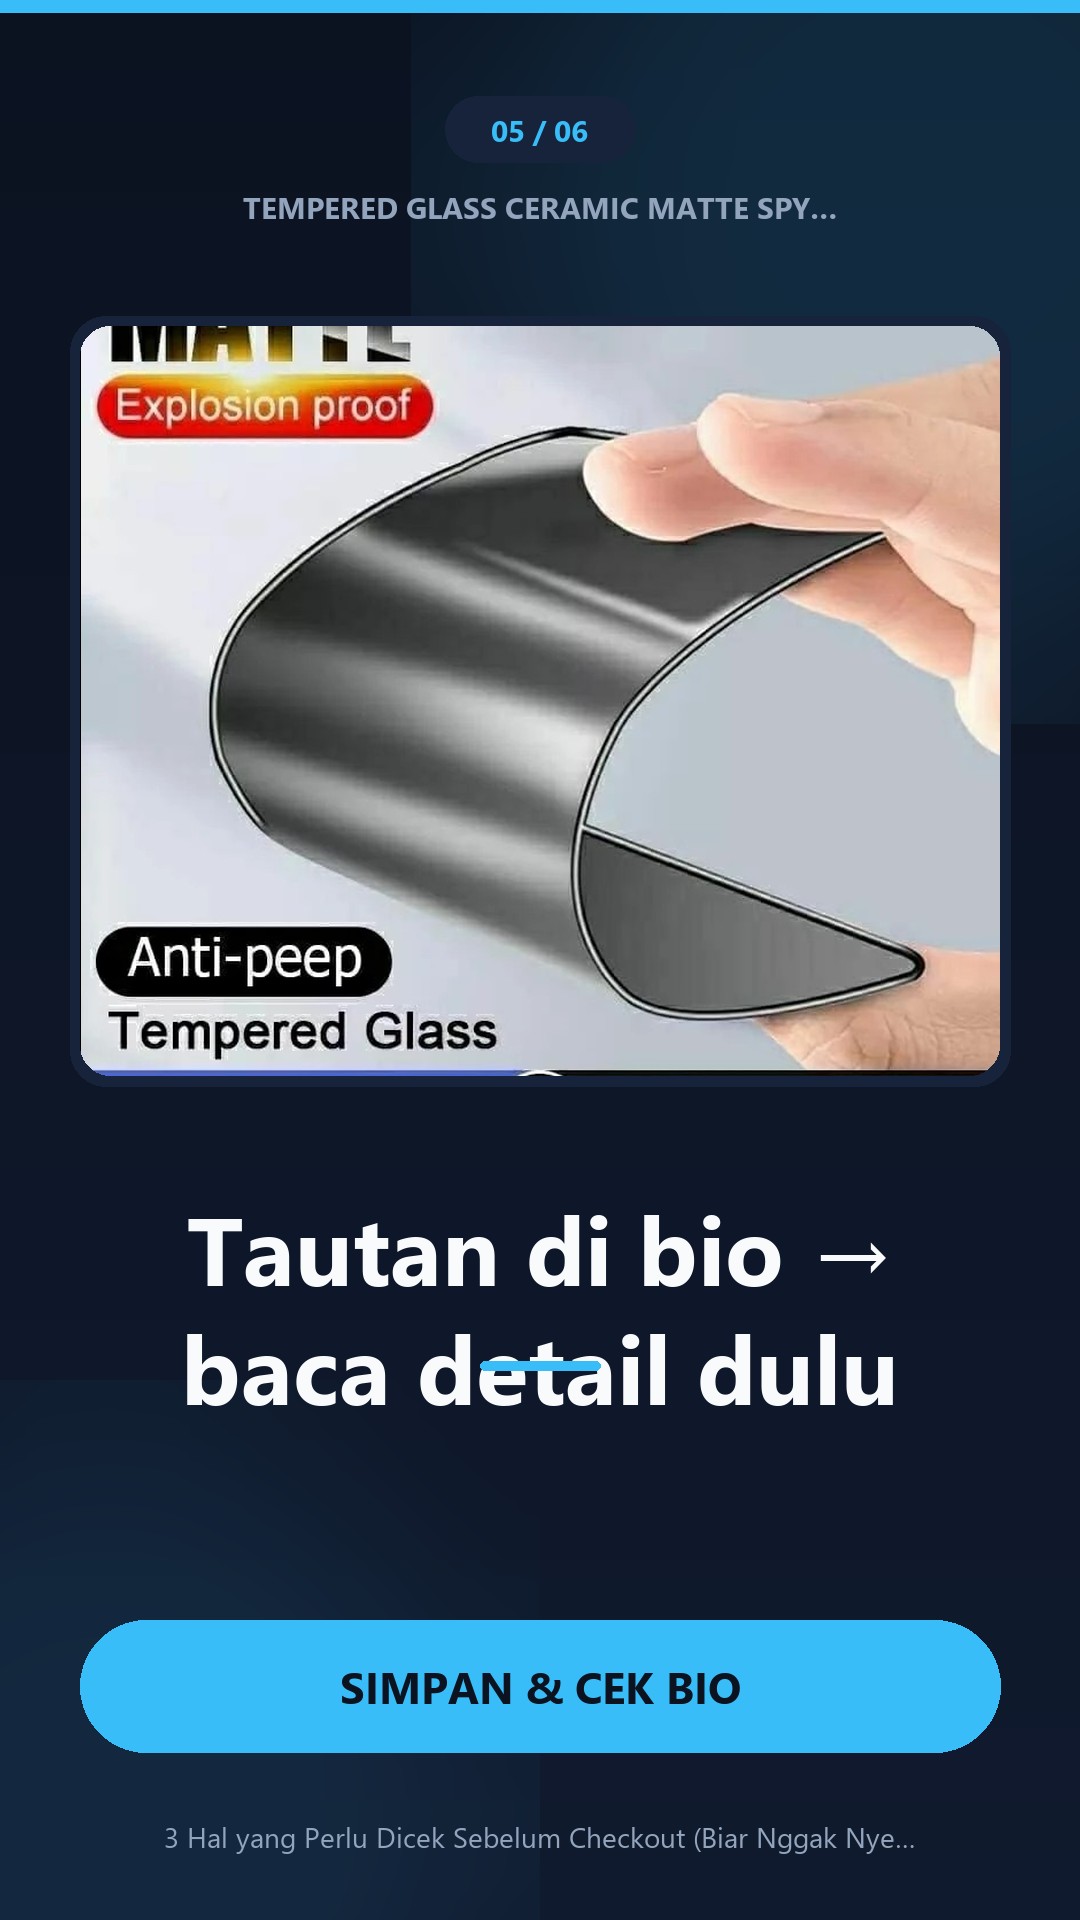 05 / 06
TEMPERED GLASS CERAMIC MATTE SPY...
MATTE
Explosion proof
Anti-peep
Tempered Glass
Tautan di bio →
baca detail dulu
SIMPAN & CEK BIO
3 Hal yang Perlu Dicek Sebelum Checkout (Biar Nggak Nye...